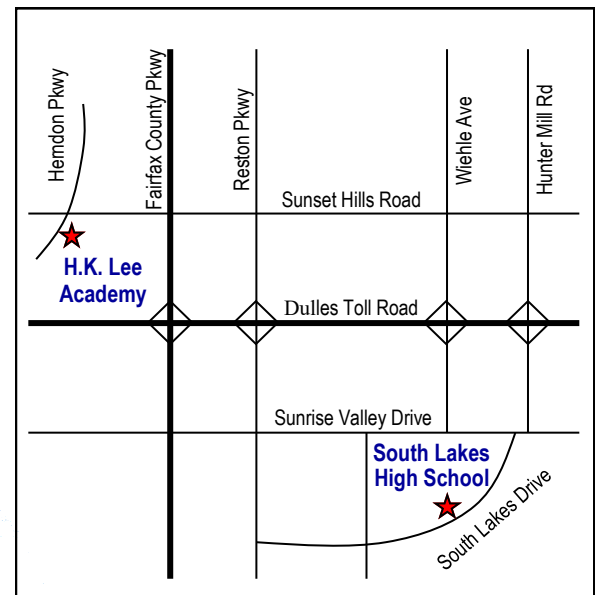 Herndon Pkwy
Fairfax County Pkwy
Reston Pkwy
Wiehle Ave
Hunter Mill Rd
Sunset Hills Road
H.K. Lee
Academy
Dulles Toll Road
Sunrise Valley Drive
South Lakes
High School
South Lakes Drive